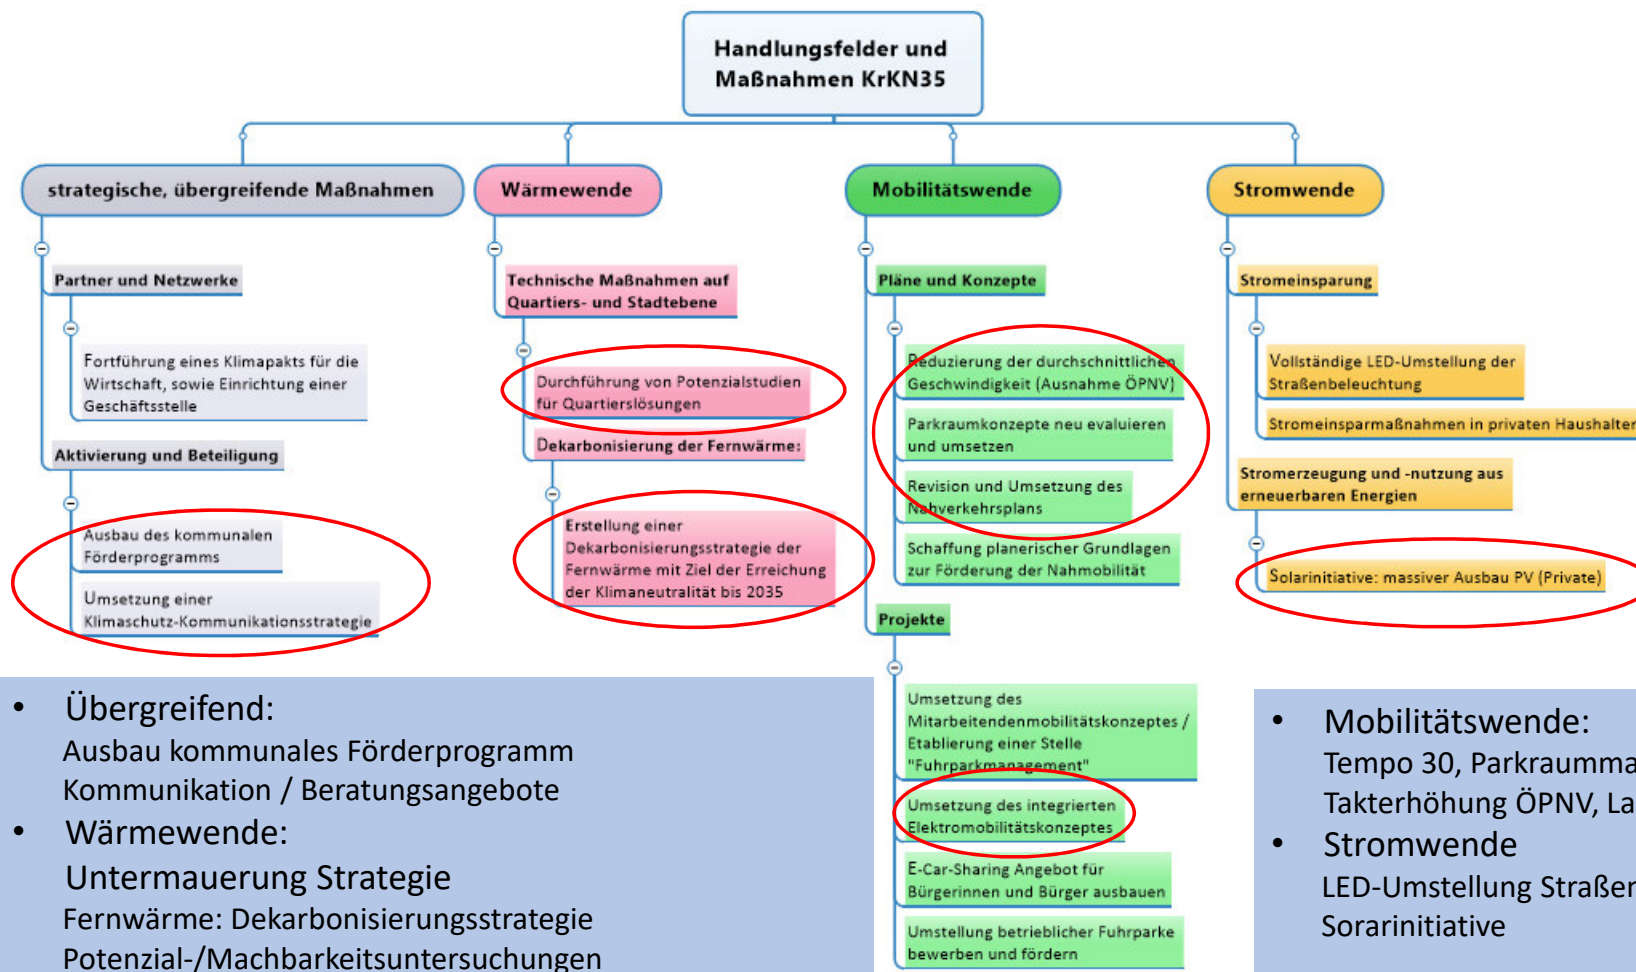 Handlungsfelder und
Maßnahmen KrKN35
strategische, übergreifende Maßnahmen
Partner und Netzwerke
Fortführung eines Klimapakts für die
Wirtschaft, sowie Einrichtung einer
Geschäftsstelle
Aktivierung und Beteiligung
Ausbau des kommunalen
Förderprogramms
Umsetzung einer
Klimaschutz-Kommunikationsstrategie
Wärmewende
Technische Maßnahmen auf
Quartiers- und Stadtebene
Durchführung von Potenzialstudien
für Quartierslösungen
Dekarbonisierung der Fernwärme:
Erstellung einer
Dekarbonisierungsstrategie der
Fernwärme mit Ziel der Erreichung
der Klimaneutralität bis 2035
Mobilitätswende
Pläne und Konzepte
Reduzierung der durchschnittlichen
Geschwindigkeit (Ausnahme ÖPNV)
Parkraumkonzepte neu evaluieren
und umsetzen
Revision und Umsetzung des
Nahverkehrsplans
Schaffung planerischer Grundlagen
zur Förderung der Nahmobilität
Projekte
Umsetzung des
Mitarbeitendenmobilitätskonzeptes /
Etablierung einer Stelle
"Fuhrparkmanagement"
Umsetzung des integrierten
Elektromobilitätskonzeptes
E-Car-Sharing Angebot für
Bürgerinnen und Bürger ausbauen
Umstellung betrieblicher Fuhrparke
bewerben und fördern
Stromwende
Stromeinsparung
Vollständige LED-Umstellung der
Straßenbeleuchtung
Stromeinsparmaßnahmen in privaten Haushalten
Stromerzeugung und -nutzung aus
erneuerbaren Energien
Solarinitiative: massiver Ausbau PV (Private)
• Übergreifend:
Ausbau kommunales Förderprogramm
Kommunikation / Beratungsangebote
• Wärmewende:
Untermauerung Strategie
Fernwärme: Dekarbonisierungsstrategie
Potenzial-/Machbarkeitsuntersuchungen
• Mobilitätswende:
Tempo 30, Parkraumma
Takterhöhung ÖPNV, La
• Stromwende
LED-Umstellung Straßen
Sorarinitiative